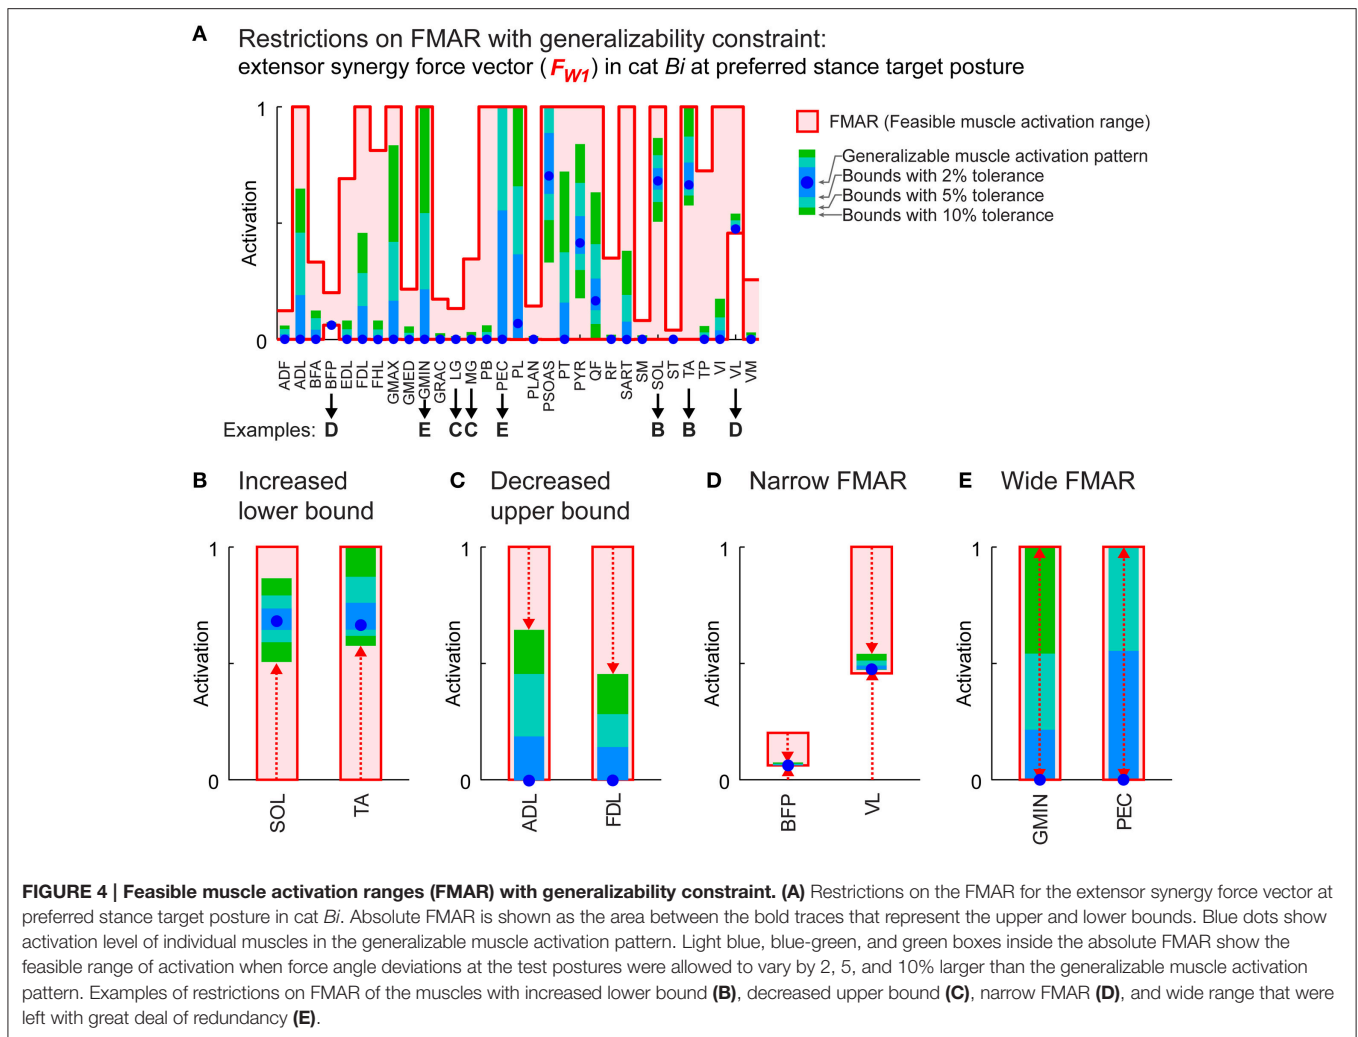 A Restrictions on FMAR with generalizability constraint:
extensor synergy force vector (F_W1) in cat Bi at preferred stance target posture
1
Activation
0
ADF ADL BFA BFP EDL FDL FHL GMAX GMED GMIN GRAC LG MG PB PEC PL PLAN PSOAS PT PYR QF RF SART SM SOL ST TA TP VI VL VM
Examples: D E C C E B B D
FMAR (Feasible muscle activation range)
Generalizable muscle activation pattern
Bounds with 2% tolerance
Bounds with 5% tolerance
Bounds with 10% tolerance
B Increased
lower bound
1
Activation
0
SOL TA
C Decreased
upper bound
1
Activation
0
ADL FDL
D Narrow FMAR
1
Activation
0
BFP VL
E Wide FMAR
1
Activation
0
GMIN PEC
FIGURE 4 | Feasible muscle activation ranges (FMAR) with generalizability constraint. (A) Restrictions on the FMAR for the extensor synergy force vector at
preferred stance target posture in cat Bi. Absolute FMAR is shown as the area between the bold traces that represent the upper and lower bounds. Blue dots show
activation level of individual muscles in the generalizable muscle activation pattern. Light blue, blue-green, and green boxes inside the absolute FMAR show the
feasible range of activation when force angle deviations at the test postures were allowed to vary by 2, 5, and 10% larger than the generalizable muscle activation
pattern. Examples of restrictions on FMAR of the muscles with increased lower bound (B), decreased upper bound (C), narrow FMAR (D), and wide range that were
left with great deal of redundancy (E).